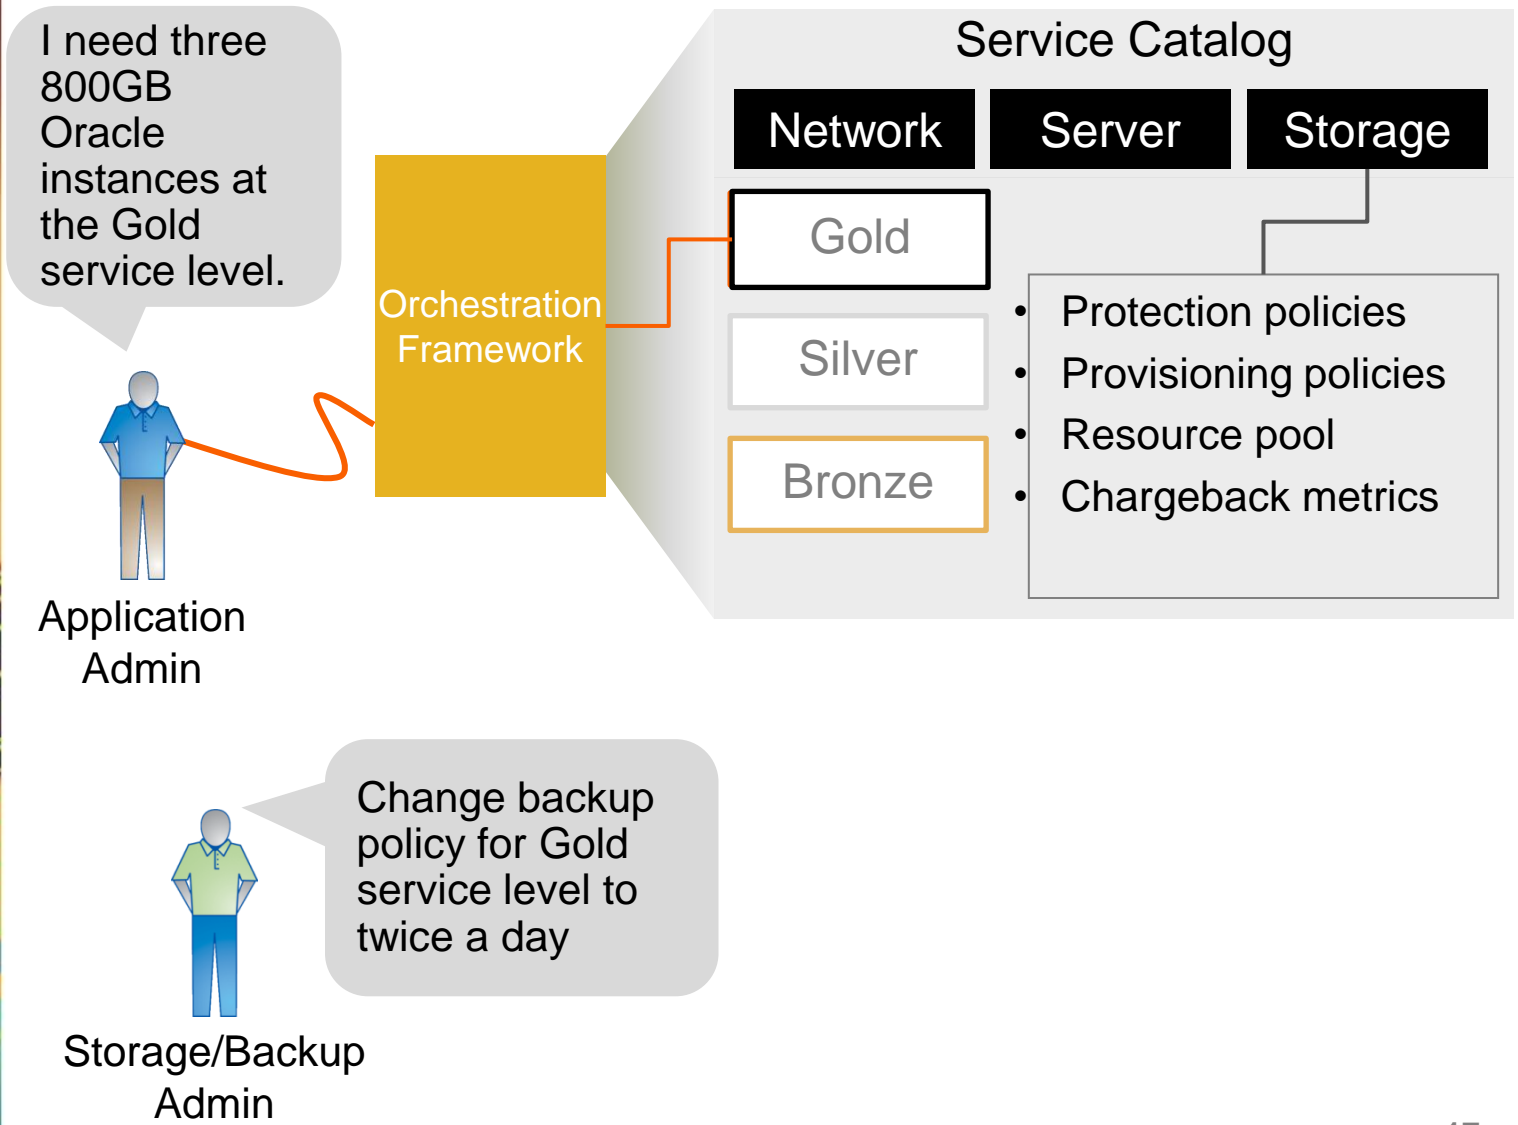 I need three
800GB
Oracle
instances at
the Gold
service level.
Service Catalog
Network
Server
Storage
Orchestration
Framework
Gold
Silver
Bronze
• Protection policies
• Provisioning policies
• Resource pool
• Chargeback metrics
Application
Admin
Change backup
policy for Gold
service level to
twice a day
Storage/Backup
Admin